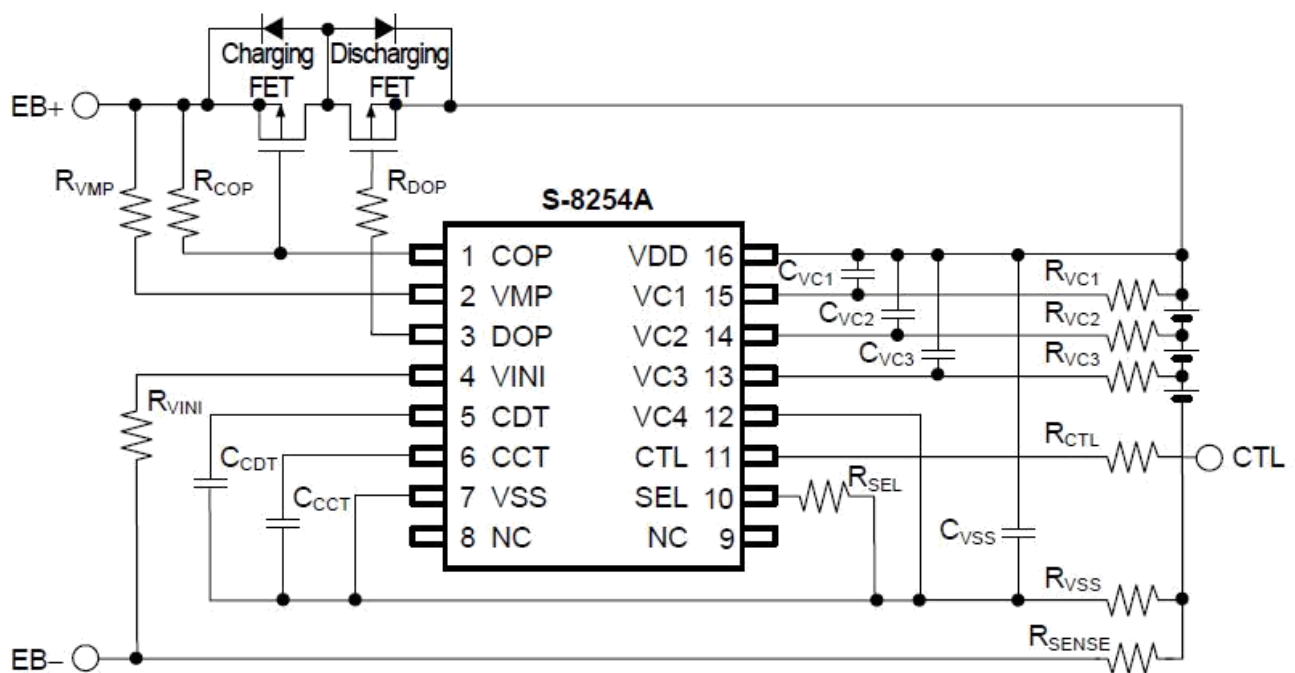 Charging Discharging
FET FET
EB+
RVMP
RCOP
RDOP
S-8254A
1 COP VDD 16
2 VMP VC1 15
3 DOP VC2 14
4 VINI VC3 13
5 CDT VC4 12
6 CCT CTL 11
7 VSS SEL 10
8 NC NC 9
CVC1
CVC2
CVC3
RVC1
RVC2
RVC3
RVINI
CCDT
CCCT
RCTL
CTL
RSEL
CVSS
RVSS
RSENSE
EB−